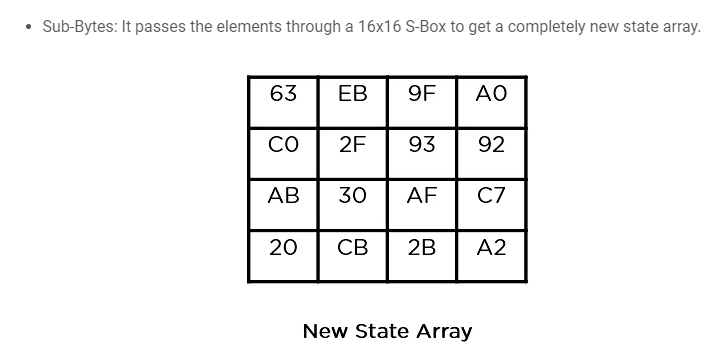 • Sub-Bytes: It passes the elements through a 16x16 S-Box to get a completely new state array.
63 EB 9F A0
C0 2F 93 92
AB 30 AF C7
20 CB 2B A2
New State Array